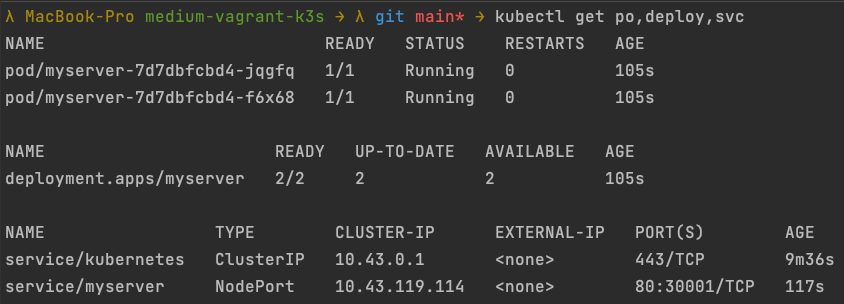 λ MacBook-Pro medium-vagrant-k3s → λ git main* → kubectl get po,deploy,svc
NAME READY STATUS RESTARTS AGE
pod/myserver-7d7dbfcbd4-jqgfq 1/1 Running 0 105s
pod/myserver-7d7dbfcbd4-f6x68 1/1 Running 0 105s
NAME READY UP-TO-DATE AVAILABLE AGE
deployment.apps/myserver 2/2 2 2 105s
NAME TYPE CLUSTER-IP EXTERNAL-IP PORT(S) AGE
service/kubernetes ClusterIP 10.43.0.1 <none> 443/TCP 9m36s
service/myserver NodePort 10.43.119.114 <none> 80:30001/TCP 117s